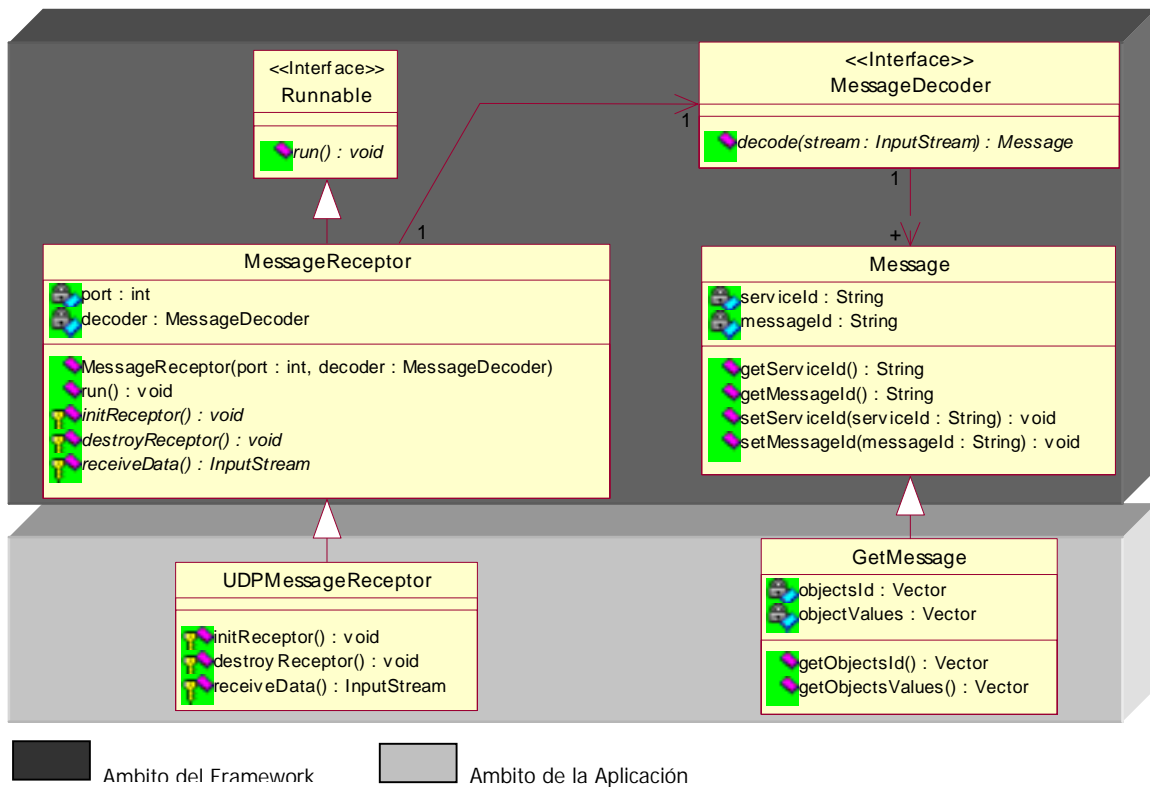 <<Interface>>
Runnable
run() : void
<<Interface>>
MessageDecoder
decode(stream : InputStream) : Message
1
1
1
+
MessageReceptor
port : int
decoder : MessageDecoder
MessageReceptor(port : int, decoder : MessageDecoder)
run() : void
initReceptor() : void
destroyReceptor() : void
receiveData() : InputStream
Message
serviceId : String
messageId : String
getServiceId() : String
getMessageId() : String
setServiceId(serviceId : String) : void
setMessageId(messageId : String) : void
UDPMessageReceptor
initReceptor() : void
destroyReceptor() : void
receiveData() : InputStream
GetMessage
objectsId : Vector
objectValues : Vector
getObjectsId() : Vector
getObjectsValues() : Vector
Ambito del Framework
Ambito de la Aplicación